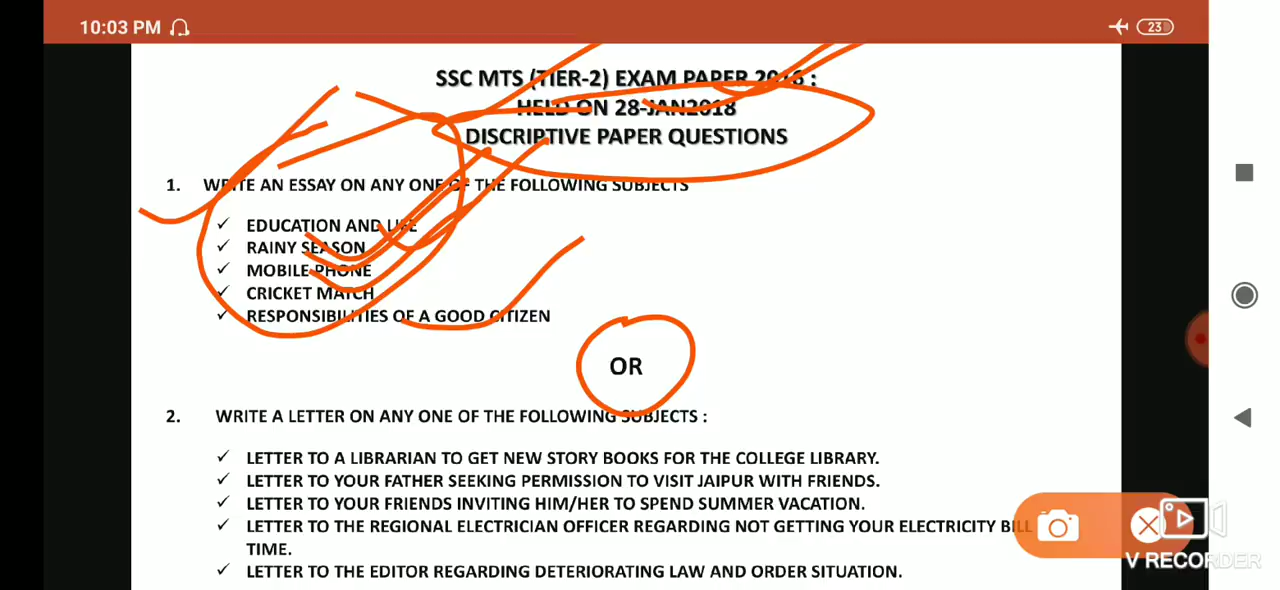 10:03 PM
23
SSC MTS (TIER-2) EXAM PAPER 2016 :
HELD ON 28-JAN2018
DISCRIPTIVE PAPER QUESTIONS
1. WRITE AN ESSAY ON ANY ONE OF THE FOLLOWING SUBJECTS
✓ EDUCATION AND LIFE
✓ RAINY SEASON
✓ MOBILE PHONE
✓ CRICKET MATCH
✓ RESPONSIBILITIES OF A GOOD CITIZEN
OR
2. WRITE A LETTER ON ANY ONE OF THE FOLLOWING SUBJECTS :
✓ LETTER TO A LIBRARIAN TO GET NEW STORY BOOKS FOR THE COLLEGE LIBRARY.
✓ LETTER TO YOUR FATHER SEEKING PERMISSION TO VISIT JAIPUR WITH FRIENDS.
✓ LETTER TO YOUR FRIENDS INVITING HIM/HER TO SPEND SUMMER VACATION.
✓ LETTER TO THE REGIONAL ELECTRICIAN OFFICER REGARDING NOT GETTING YOUR ELECTRICITY BILL
TIME.
✓ LETTER TO THE EDITOR REGARDING DETERIORATING LAW AND ORDER SITUATION.
V RECORDER